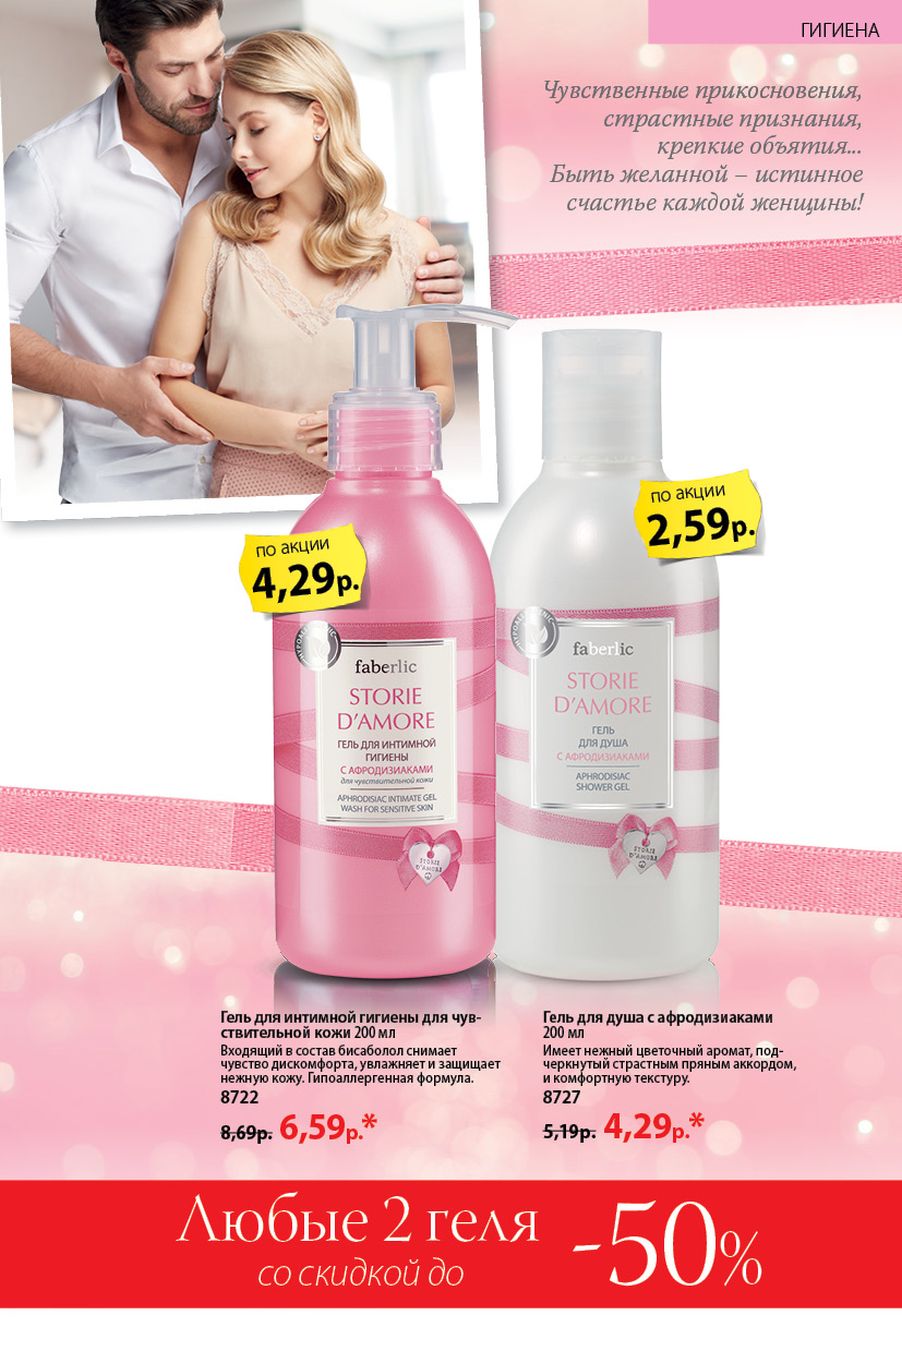 ГИГИЕНА
Чувственные прикосновения,
страстные признания,
крепкие объятия...
Быть желанной – истинное
счастье каждой женщины!
по акции
4,29р.
по акции
2,59р.
HYPOALLERGENIC
faberlic
STORIE
D'AMORE
ГЕЛЬ ДЛЯ ИНТИМНОЙ
ГИГИЕНЫ
С АФРОДИЗИАКАМИ
для чувствительной кожи
APHRODISIAC INTIMATE GEL
WASH FOR SENSITIVE SKIN
STORIE
D'AMORE
faberlic
STORIE
D'AMORE
ГЕЛЬ
ДЛЯ ДУША
С АФРОДИЗИАКАМИ
APHRODISIAC
SHOWER GEL
STORIE
D'AMORE
Гель для интимной гигиены для чув-
ствительной кожи 200 мл
Входящий в состав бисаболол снимает
чувство дискомфорта, увлажняет и защищает
нежную кожу. Гипоаллергенная формула.
8722
8,69р. 6,59р.*
Гель для душа с афродизиаками
200 мл
Имеет нежный цветочный аромат, под-
черкнутый страстным пряным аккордом,
и комфортную текстуру.
8727
5,19р. 4,29р.*
Любые 2 геля
со скидкой до
-50%